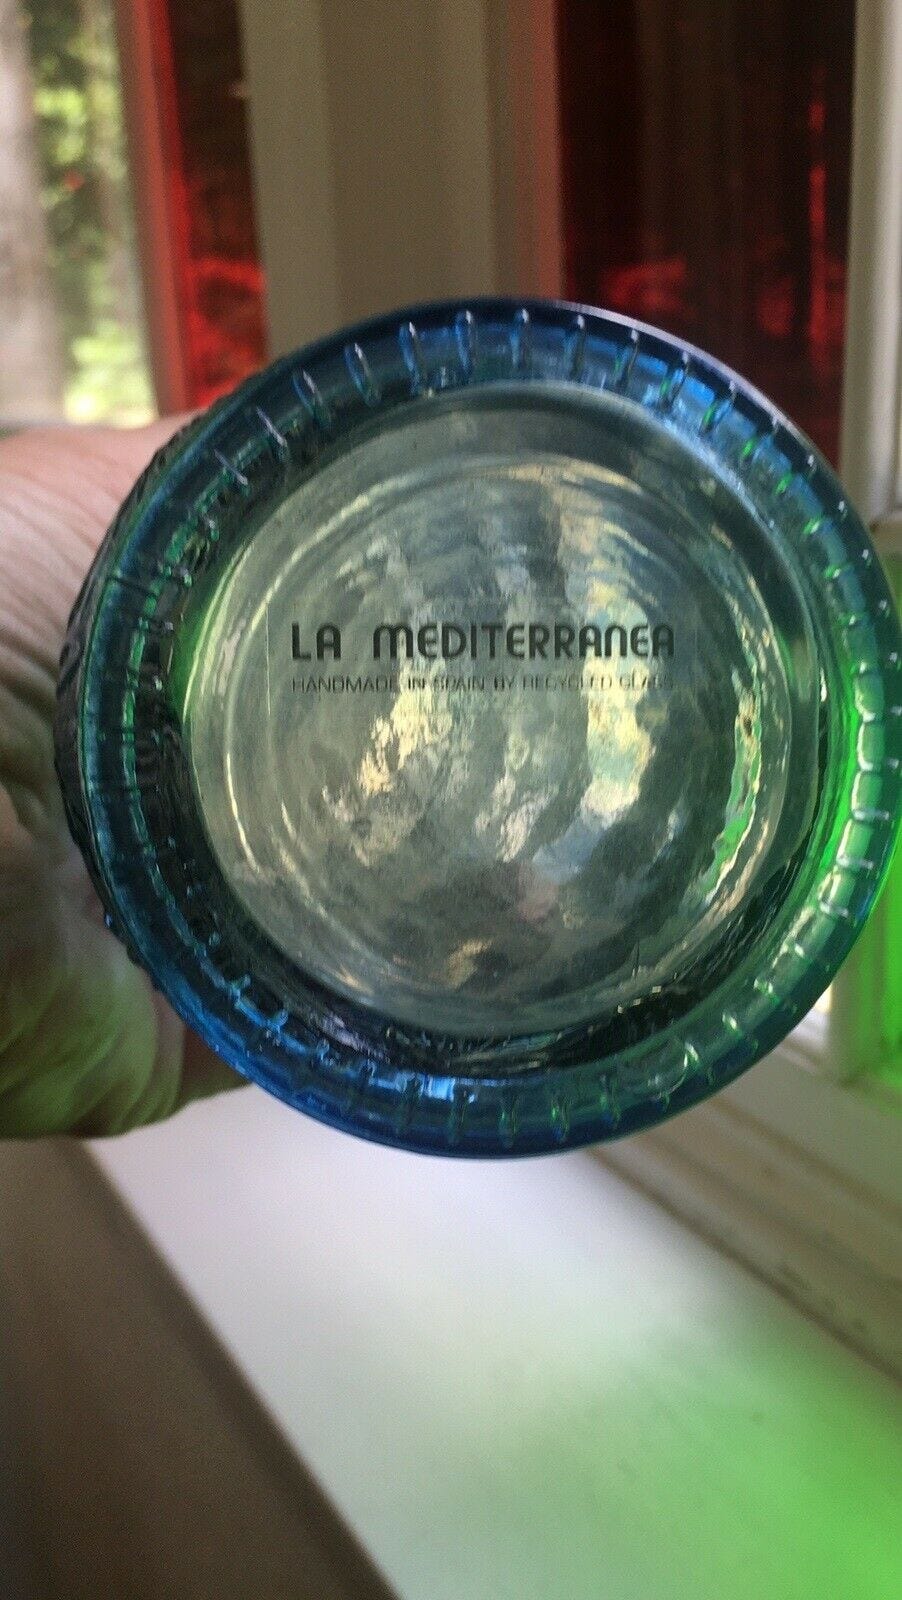 LA MEDITERRANEA
HANDMADE IN SPAIN BY RECYCLED GLASS